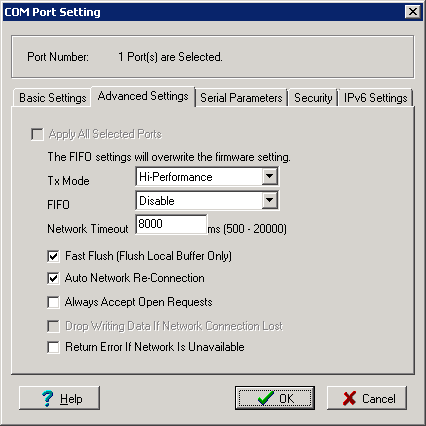 COM Port Setting
Port Number: 1 Port(s) are Selected.
Basic Settings Advanced Settings Serial Parameters Security IPv6 Settings
Apply All Selected Ports
The FIFO settings will overwrite the firmware setting.
Tx Mode Hi-Performance
FIFO Disable
Network Timeout 8000 ms (500 - 20000)
Fast Flush (Flush Local Buffer Only)
Auto Network Re-Connection
Always Accept Open Requests
Drop Writing Data If Network Connection Lost
Return Error If Network Is Unavailable
? Help OK Cancel